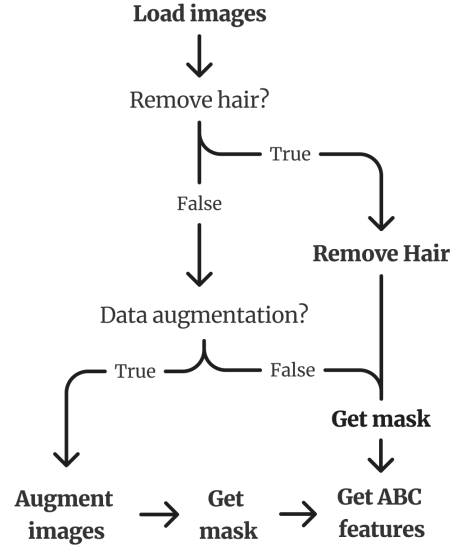 Load images
Remove hair?
True
False
Remove Hair
Data augmentation?
True
False
Get mask
Augment
images
Get
mask
Get ABC
features